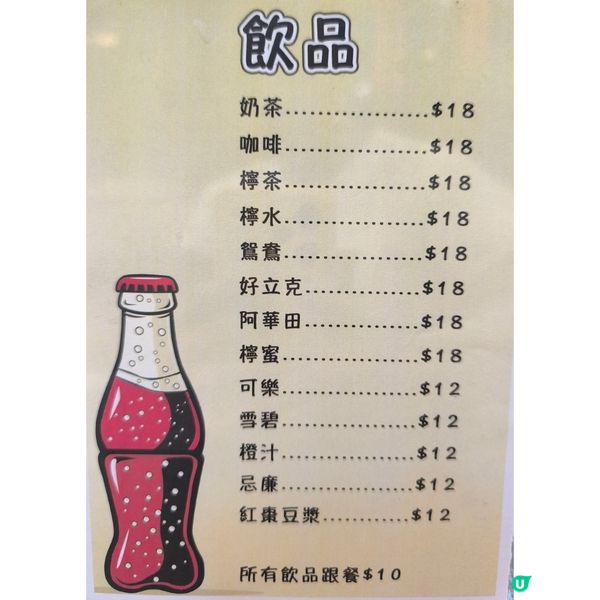 飲品
奶茶..................$18
咖啡..................$18
檸茶..................$18
檸水..................$18
鴛鴦..................$18
好立克...............$18
阿華田...............$18
檸蜜..................$18
可樂..................$12
雪碧..................$12
橙汁..................$12
忌廉..................$12
紅棗豆漿...........$12
所有飲品跟餐$10
U